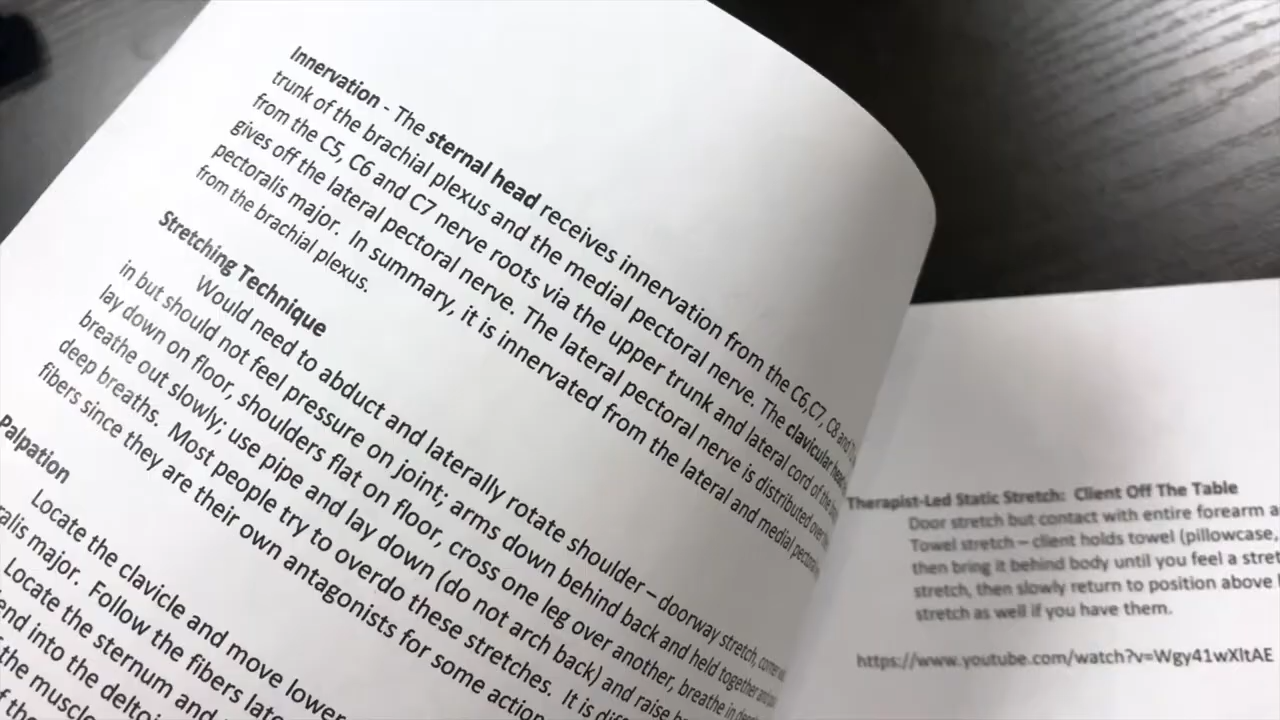 Innervation - The sternal head receives innervation from the C6,C7, C8 and
trunk of the brachial plexus and the medial pectoral nerve. The clavicular head
from the C5, C6 and C7 nerve roots via the upper trunk and lateral cord of the
gives off the lateral pectoral nerve. The lateral pectoral nerve is distributed over the
pectoralis major. In summary, it is innervated from the lateral and medial pectoral
from the brachial plexus.
Stretching Technique
Would need to abduct and laterally rotate shoulder – doorway stretch, corner
in but should not feel pressure on joint; arms down behind back and held together and
lay down on floor, shoulders flat on floor, cross one leg over another, breathe in deep
breathe out slowly; use pipe and lay down (do not arch back) and raise
deep breaths. Most people try to overdo these stretches. It is
fibers since they are their own antagonists for some action
Palpation
Locate the clavicle and move lower
ralis major. Follow the fibers late
Locate the sternum and
end into the deltoi
the muscle
f the
Therapist-Led Static Stretch: Client Off The Table
Door stretch but contact with entire forearm a
Towel stretch – client holds towel (pillowcase,
then bring it behind body until you feel a stret
stretch, then slowly return to position above
stretch as well if you have them.
https://www.youtube.com/watch?v=Wgy41wXltAE